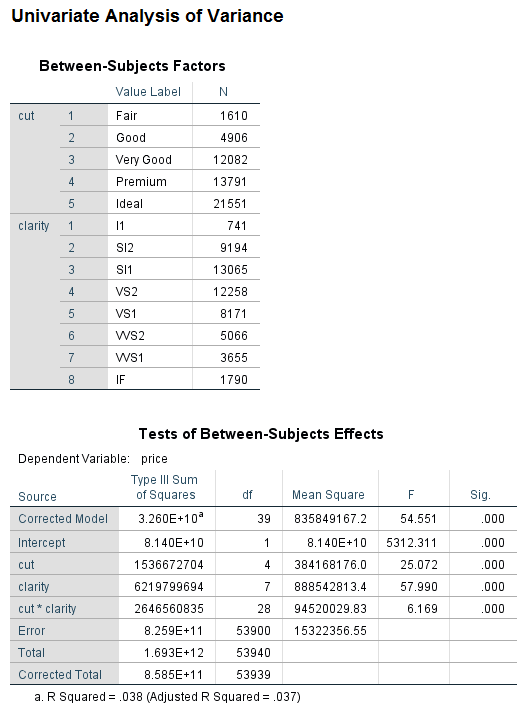 Univariate Analysis of Variance
Between-Subjects Factors
Value Label N
cut 1 Fair 1610
2 Good 4906
3 Very Good 12082
4 Premium 13791
5 Ideal 21551
clarity 1 I1 741
2 SI2 9194
3 SI1 13065
4 VS2 12258
5 VS1 8171
6 VVS2 5066
7 VVS1 3655
8 IF 1790
Tests of Between-Subjects Effects
Dependent Variable: price
Source Type III Sum of Squares df Mean Square F Sig.
Corrected Model 3.260E+10a 39 835849167.2 54.551 .000
Intercept 8.140E+10 1 8.140E+10 5312.311 .000
cut 1536672704 4 384168176.0 25.072 .000
clarity 6219799694 7 888542813.4 57.990 .000
cut * clarity 2646560835 28 94520029.83 6.169 .000
Error 8.259E+11 53900 15322356.55
Total 1.693E+12 53940
Corrected Total 8.585E+11 53939
a. R Squared = .038 (Adjusted R Squared = .037)